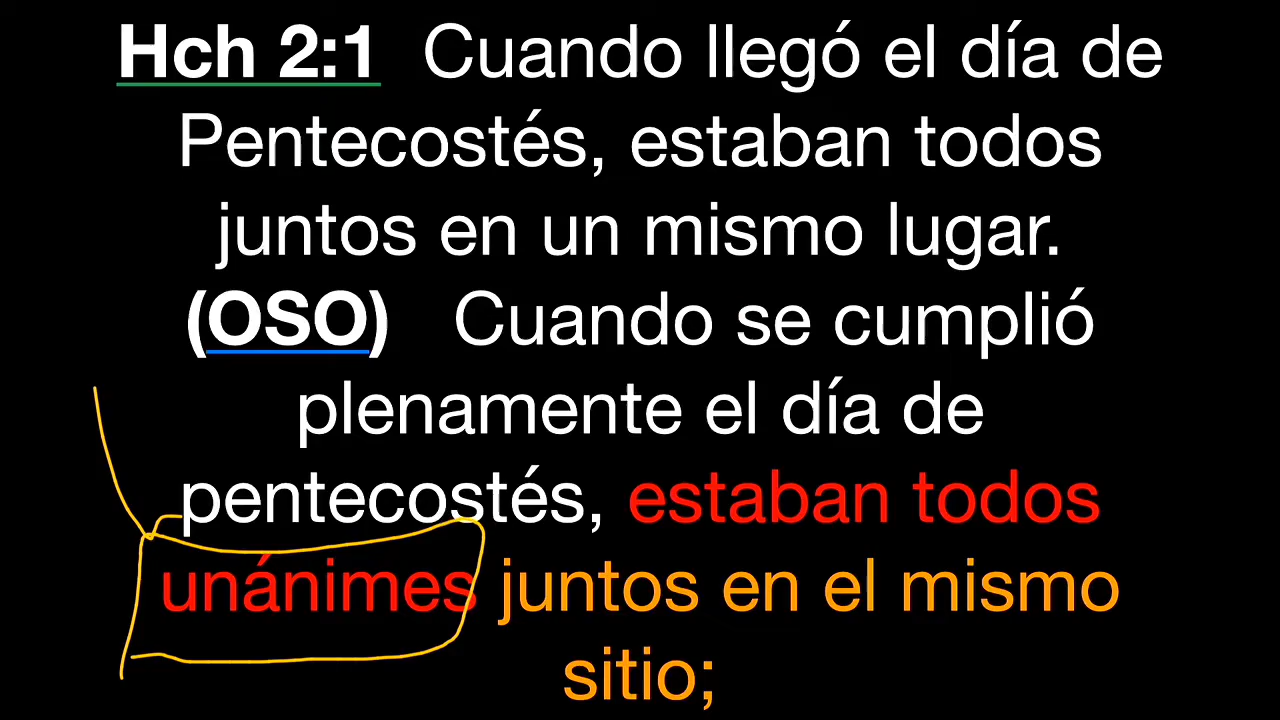 Hch 2:1 Cuando llegó el día de
Pentecostés, estaban todos
juntos en un mismo lugar.
(OSO) Cuando se cumplió
plenamente el día de
pentecostés, estaban todos
unánimes juntos en el mismo
sitio;